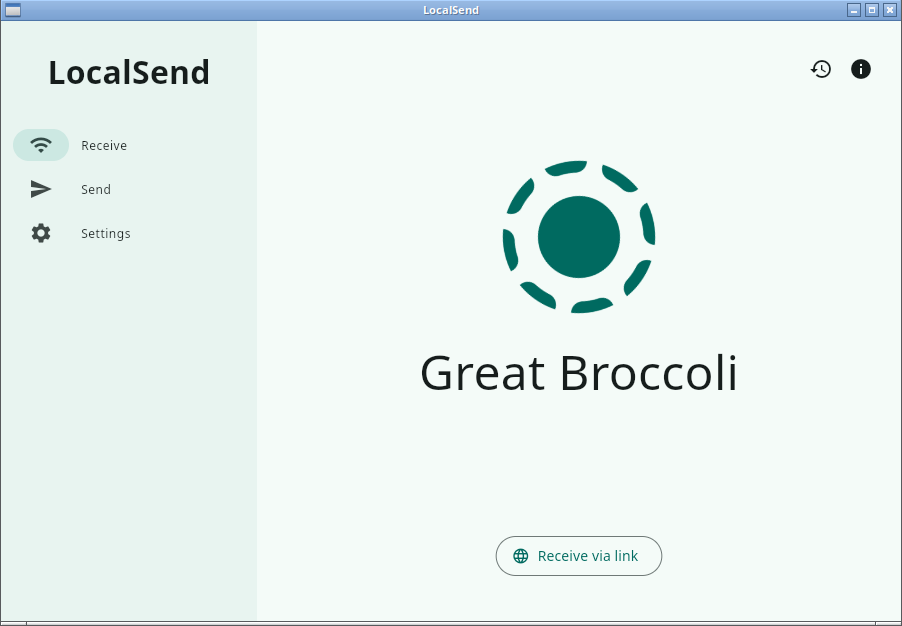 LocalSend
LocalSend
Receive
Send
Settings
Great Broccoli
Receive via link